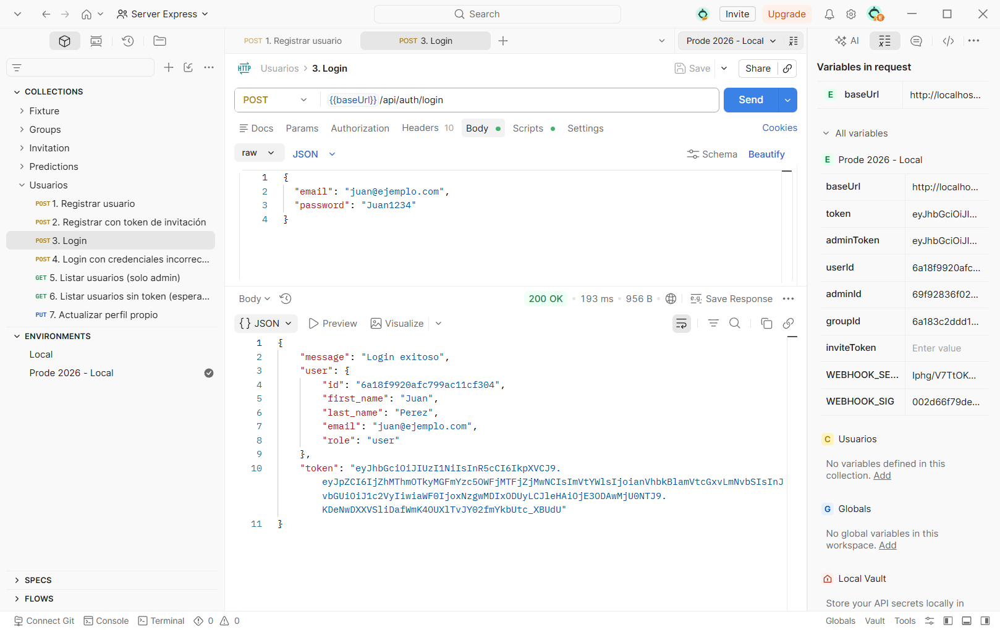 Server Express
Search
Invite
Upgrade
POST 1. Registrar usuario
POST 3. Login
Prode 2026 - Local
AI
Usuarios > 3. Login
Save
Share
POST
{{baseUrl}} /api/auth/login
Send
Docs
Params
Authorization
Headers 10
Body
Scripts
Settings
Cookies
raw
JSON
Schema
Beautify
1 {
2 "email": "juan@ejemplo.com",
3 "password": "Juan1234"
4 }
COLLECTIONS
Fixture
Groups
Invitation
Predictions
Usuarios
POST 1. Registrar usuario
POST 2. Registrar con token de invitación
POST 3. Login
POST 4. Login con credenciales incorrec...
GET 5. Listar usuarios (solo admin)
GET 6. Listar usuarios sin token (espera...
PUT 7. Actualizar perfil propio
ENVIRONMENTS
Local
Prode 2026 - Local
SPECS
FLOWS
Body
200 OK
193 ms
956 B
e.g. Save Response
{} JSON
Preview
Visualize
1 {
2 "message": "Login exitoso",
3 "user": {
4 "id": "6a18f9920afc799ac11cf304",
5 "first_name": "Juan",
6 "last_name": "Perez",
7 "email": "juan@ejemplo.com",
8 "role": "user"
9 },
10 "token": "eyJhbGciOiJIUzI1NiIsInR5cCI6IkpXVCJ9.
eyJpZCI6IjZhMThmOTkyMGFmYzc5OWFjMTFjZjMwNCIsImVtYWlsIjoianVhbkBlamVtcGxvLmNvbSIsInJ
vbGUiOiJ1c2VyIiwiaWF0IjoxNzgwMDIxODUyLCJleHAiOjE3ODAwMjU0NTJ9.
KDeNwDXXVSliDafWmK4OUXlTvJY02fmYkbUtc_XBUdU"
11 }
Variables in request
E baseUrl http://localhos...
All variables
E Prode 2026 - Local
baseUrl http://localho...
token eyJhbGciOiJI...
adminToken eyJhbGciOiJI...
userId 6a18f9920afc...
adminId 69f92836f02...
groupId 6a183c2ddd1...
inviteToken Enter value
WEBHOOK_SE... Iphg/V7TtOK...
WEBHOOK_SIG 002d66f79de...
C Usuarios
No variables defined in this
collection. Add
G Globals
No global variables in this
workspace. Add
Local Vault
Store your API secrets locally in
Connect Git
Console
Terminal
0
0
Globals
Vault
Tools